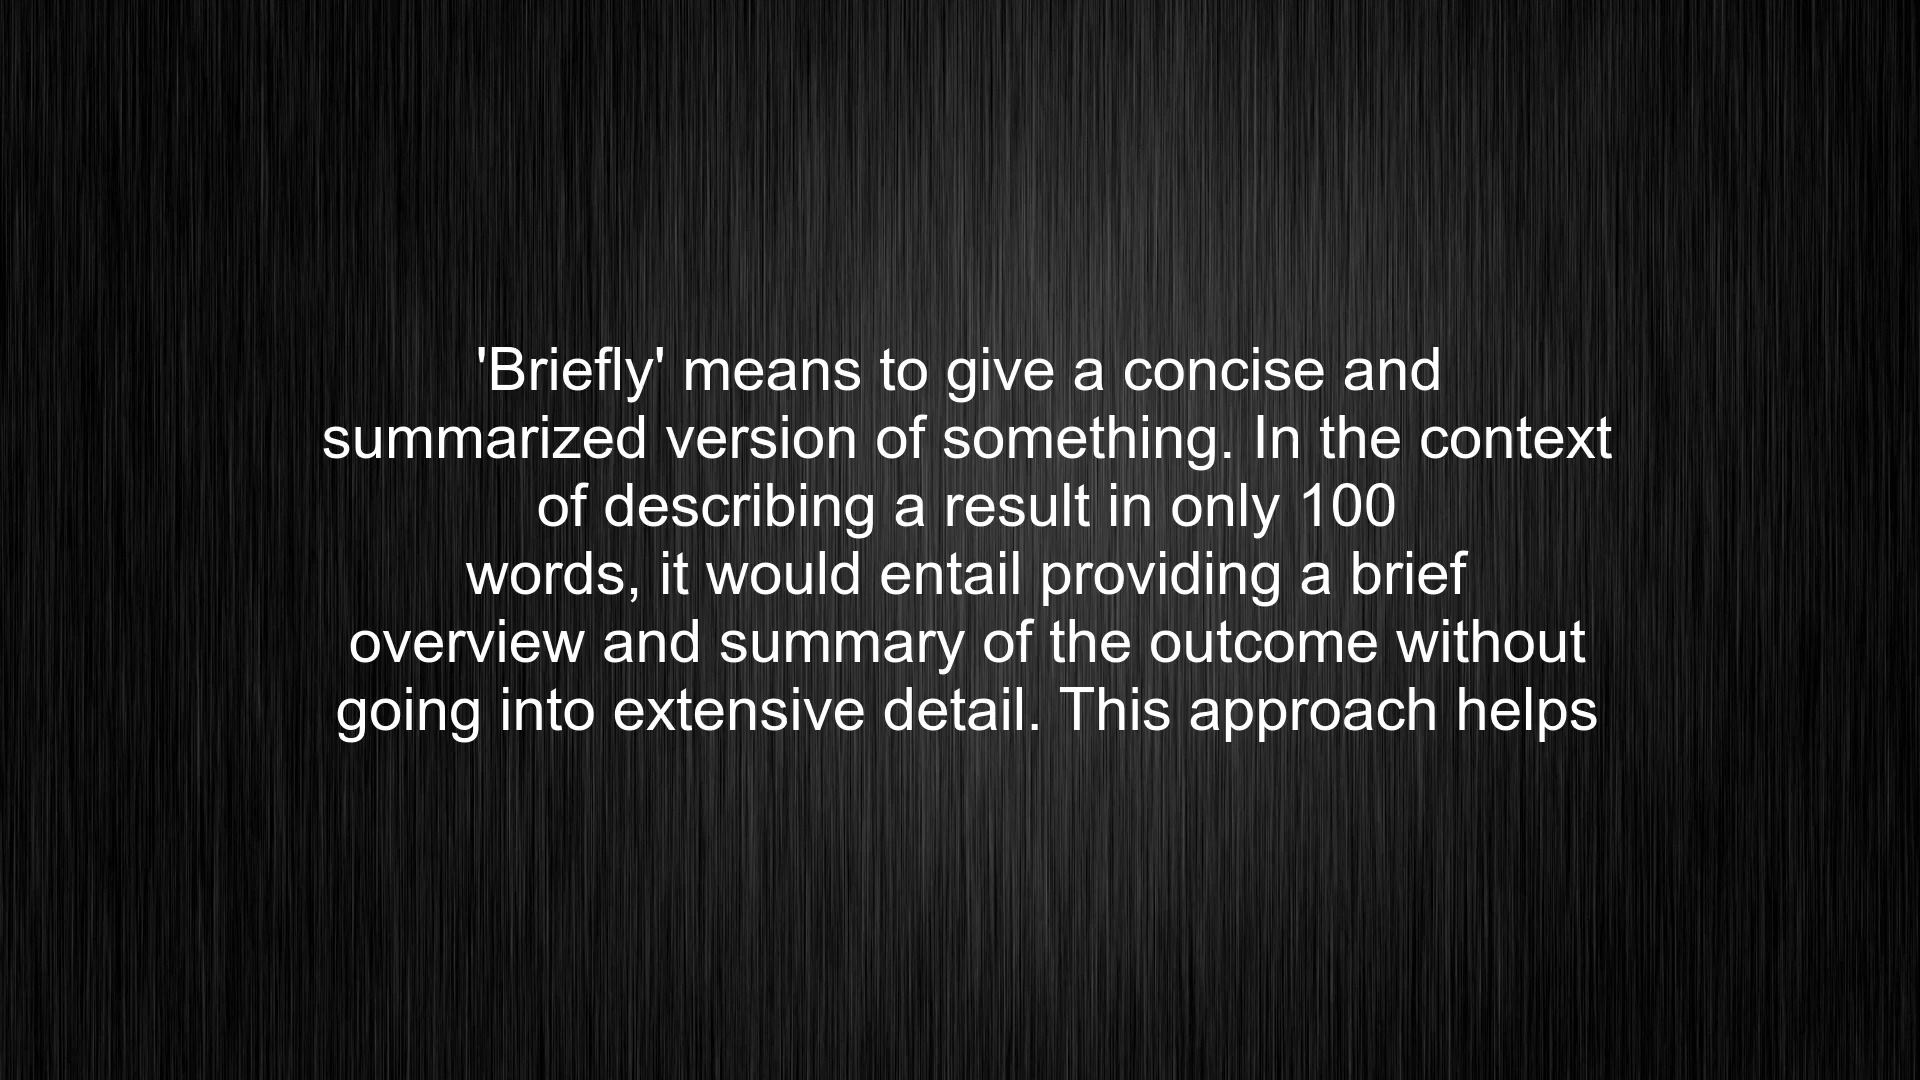 'Briefly' means to give a concise and
summarized version of something. In the context
of describing a result in only 100
words, it would entail providing a brief
overview and summary of the outcome without
going into extensive detail. This approach helps